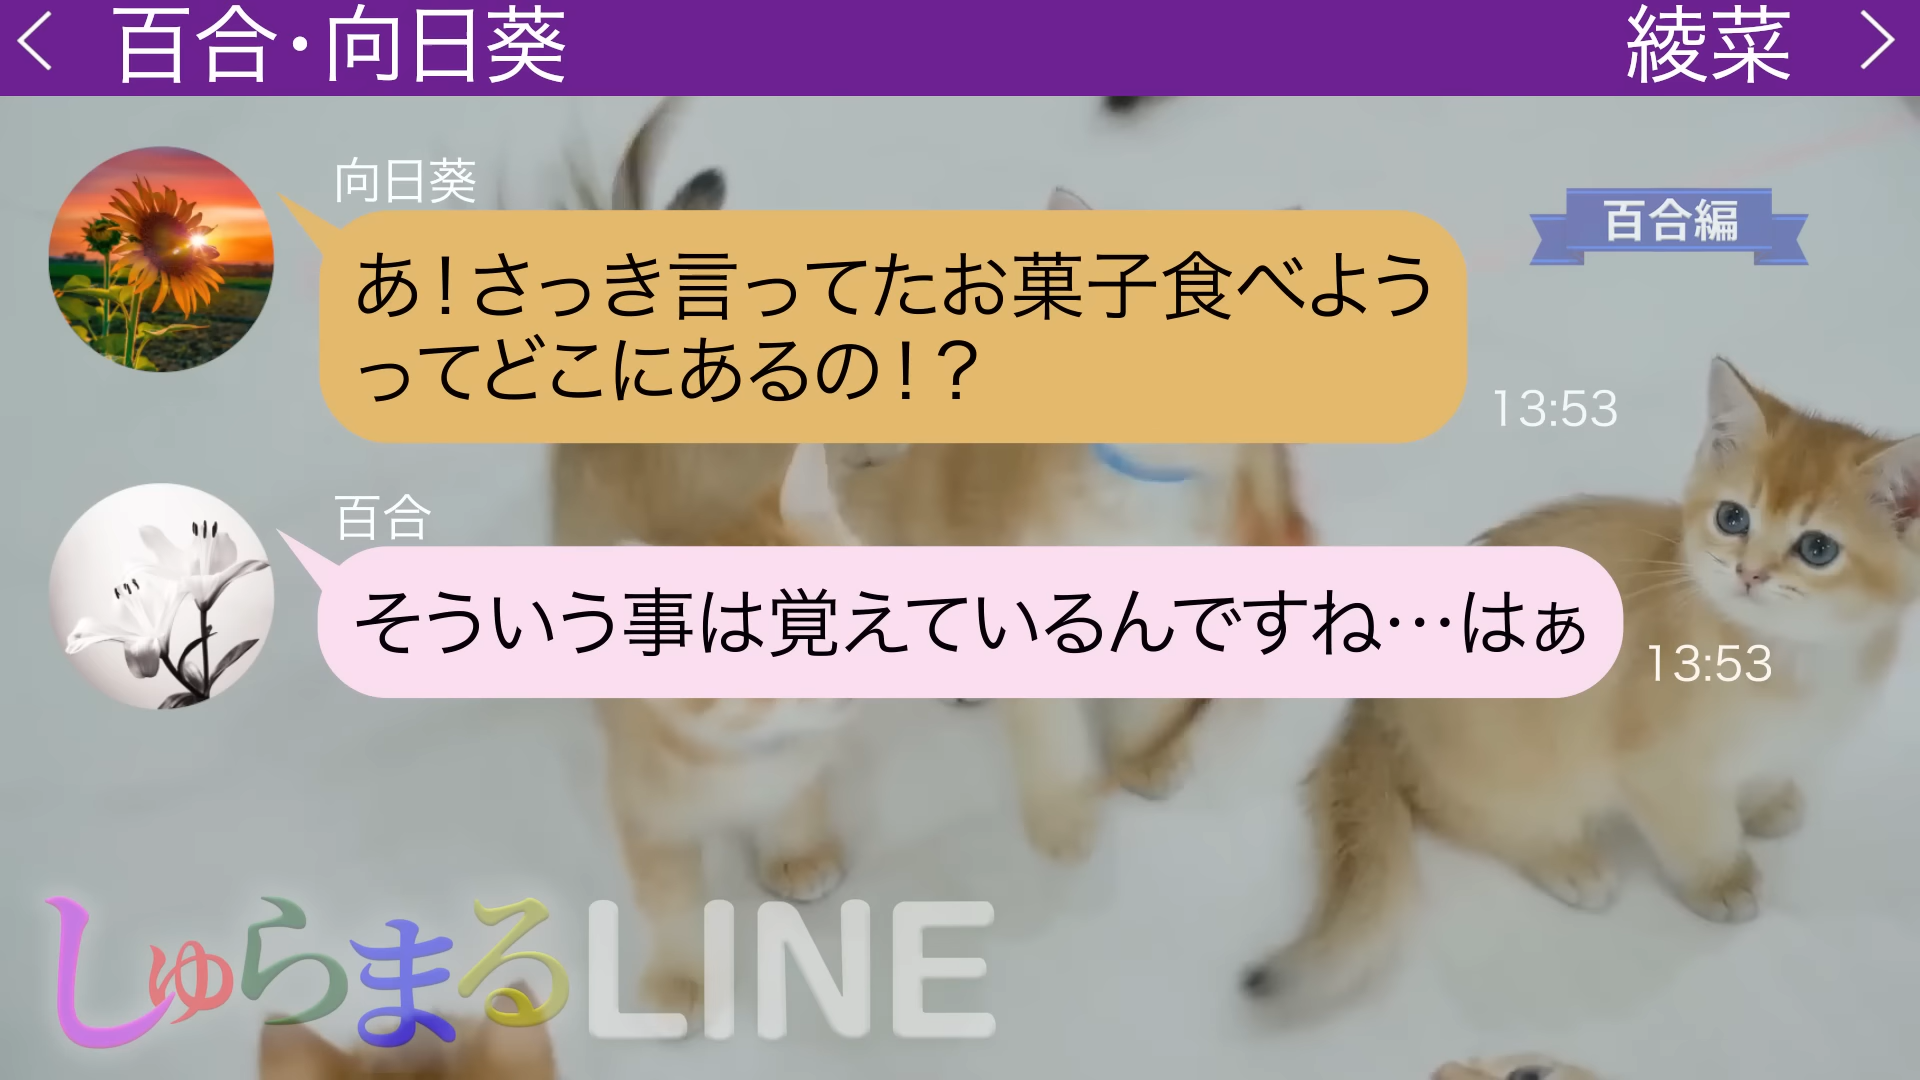 百合・向日葵
綾菜
向日葵
百合編
あ！さっき言ってたお菓子食べよう
ってどこにあるの！？
13:53
百合
そういう事は覚えているんですね…はぁ
13:53
しゅらまるLINE